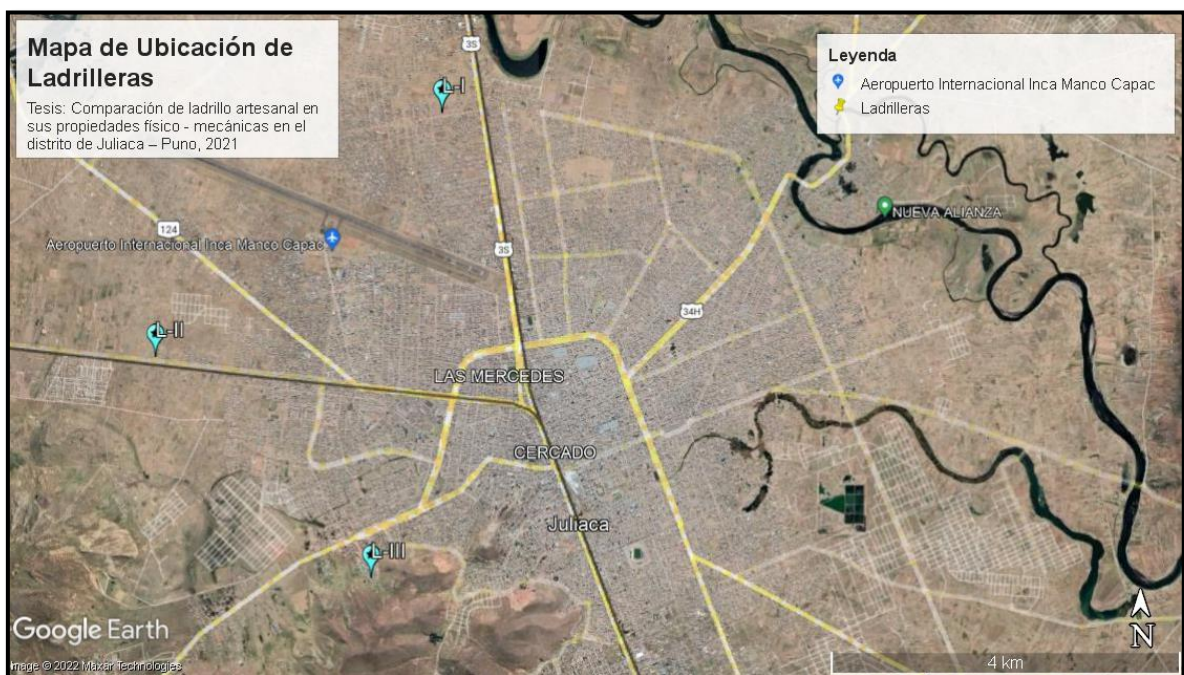 Mapa de Ubicación de
Ladrilleras
Tesis: Comparación de ladrillo artesanal en
sus propiedades físico - mecánicas en el
distrito de Juliaca – Puno, 2021
Leyenda
Aeropuerto Internacional Inca Manco Capac
Ladrilleras
3S
L-I
NUEVA ALIANZA
124
Aeropuerto Internacional Inca Manco Capac
3S
34H
L-II
LAS MERCEDES
CERCADO
Juliaca
L-III
Google Earth
Image © 2022 Maxar Technologies
N
4 km